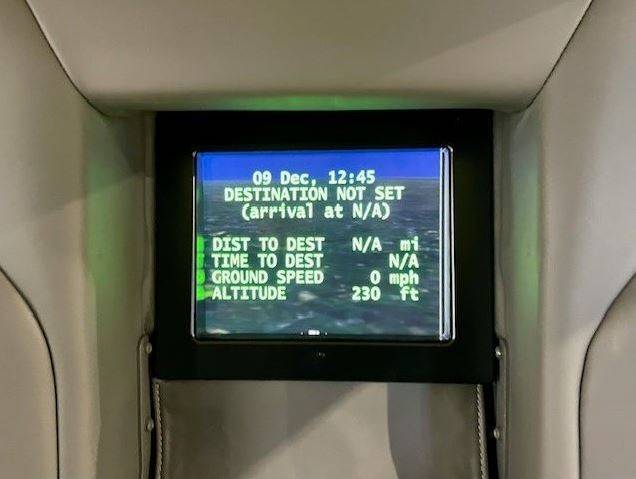 09 Dec, 12:45
DESTINATION NOT SET
(arrival at N/A)
DIST TO DEST N/A mi
TIME TO DEST N/A
GROUND SPEED 0 mph
ALTITUDE 230 ft